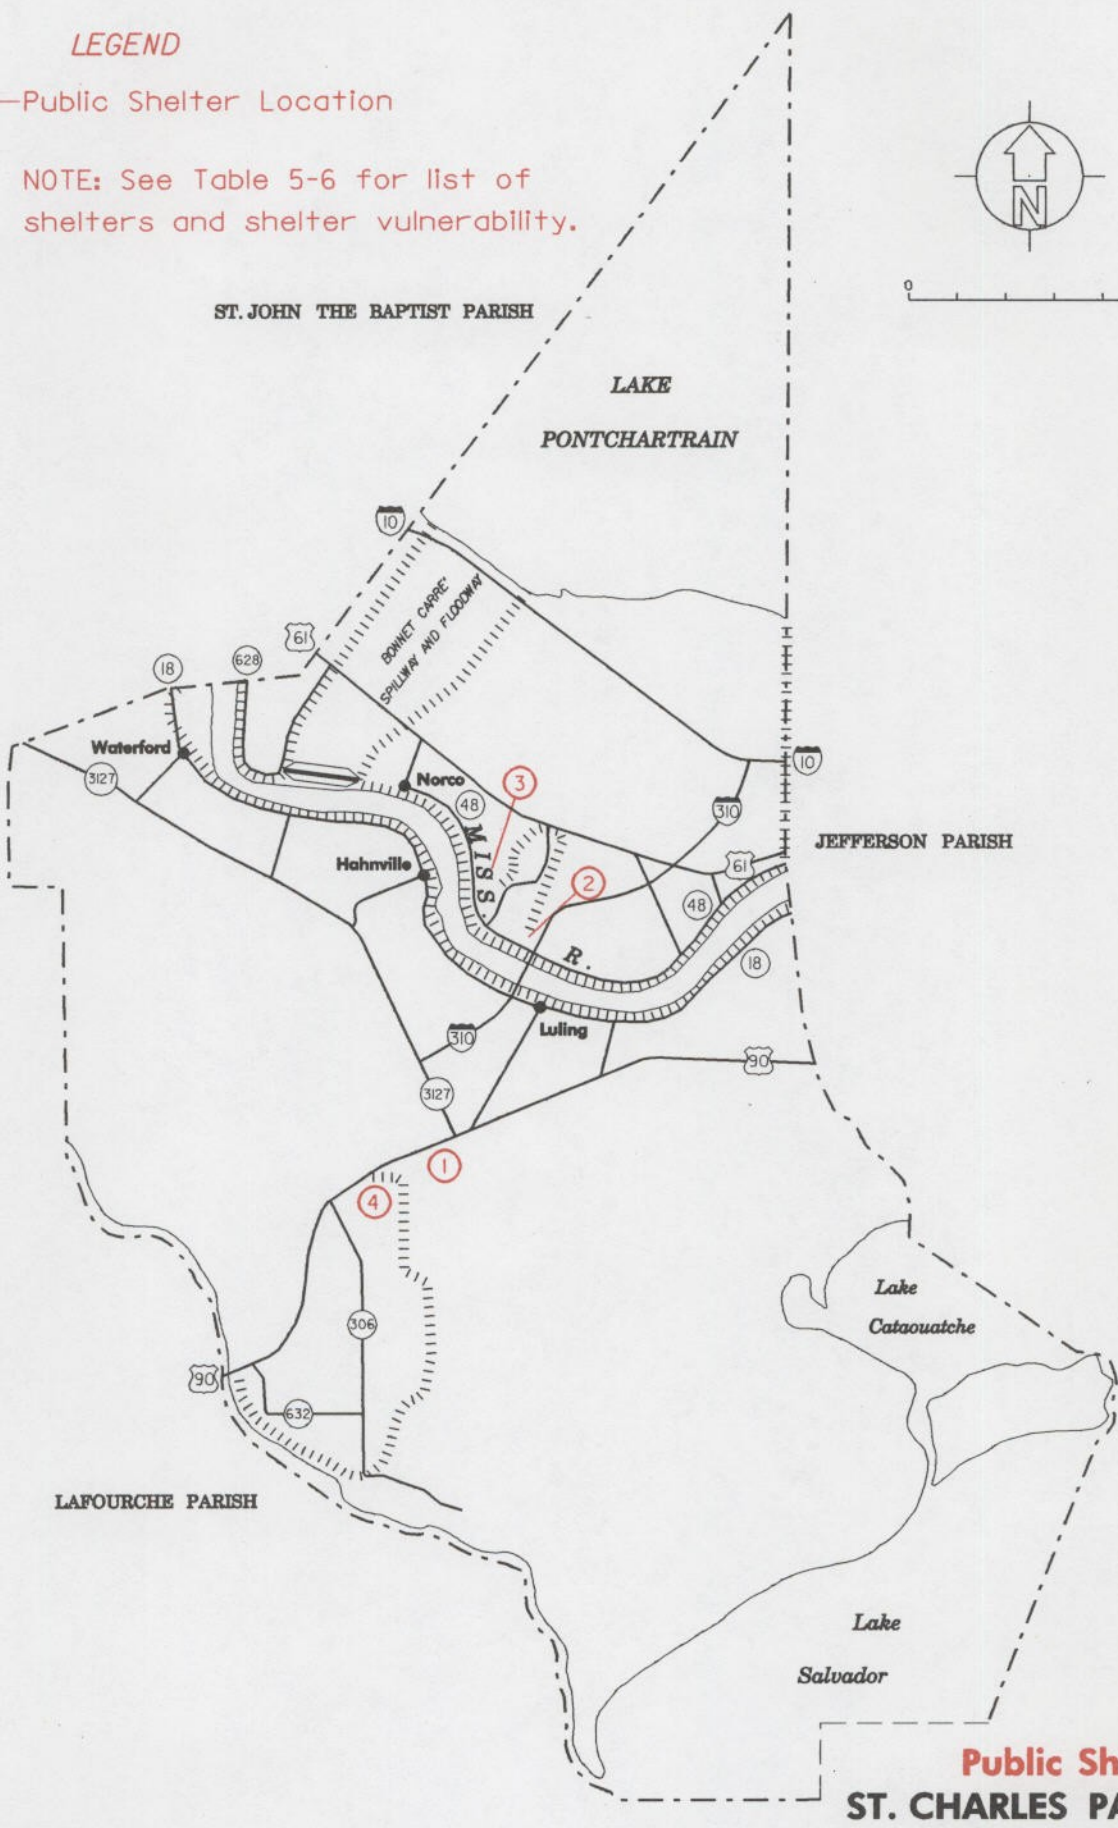 LEGEND
—Public Shelter Location
NOTE: See Table 5-6 for list of
shelters and shelter vulnerability.
N
0
ST. JOHN THE BAPTIST PARISH
LAKE
PONTCHARTRAIN
10
BONNET CARRE'
SPILLWAY AND FLOODWAY
61
18
628
Waterford
3127
Norco
48
3
10
310
MISS.
R.
JEFFERSON PARISH
61
Hahnville
2
48
18
310
Luling
90
3127
1
4
Lake
Cataouatche
306
90
632
LAFOURCHE PARISH
Lake
Salvador
Public Sh
ST. CHARLES PA